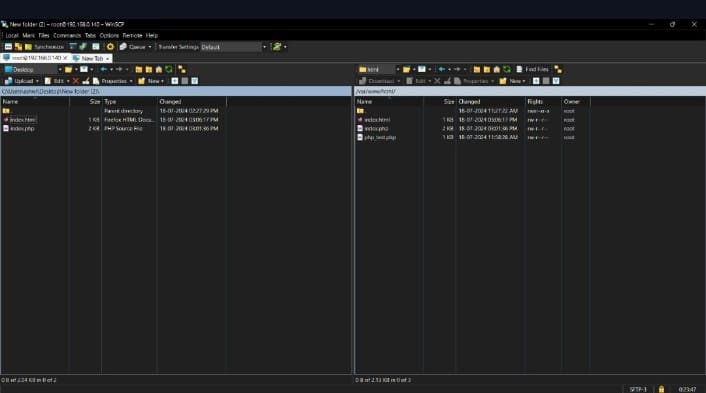 New folder (2) - root@192.168.0.140 - WinSCP
Local Mark Files Commands Tabs Options Remote Help
Synchronize Queue Transfer Settings Default
root@192.168.0.140 × New Tab
Desktop
html Find Files
Upload Edit Properties New
Download Edit Properties New
C:\Users\ \Desktop\New folder (2)\
/var/www/html/
Name Size Type Changed
Name Size Changed Rights Owner
.. Parent directory 18-07-2024 02:27:29 PM
.. 18-07-2024 11:27:22 AM rwxr-xr-x root
index.html 1 KB Firefox HTML Docu... 18-07-2024 03:06:17 PM
index.html 1 KB 18-07-2024 03:06:17 PM rw-r--r-- root
index.php 2 KB PHP Source File 18-07-2024 03:01:36 PM
index.php 2 KB 18-07-2024 03:01:36 PM rw-r--r-- root
php_test.php 1 KB 18-07-2024 11:58:28 AM rw-r--r-- root
0 B of 2.04 KB in 0 of 2
0 B of 2.13 KB in 0 of 3
SFTP-3 0:23:47